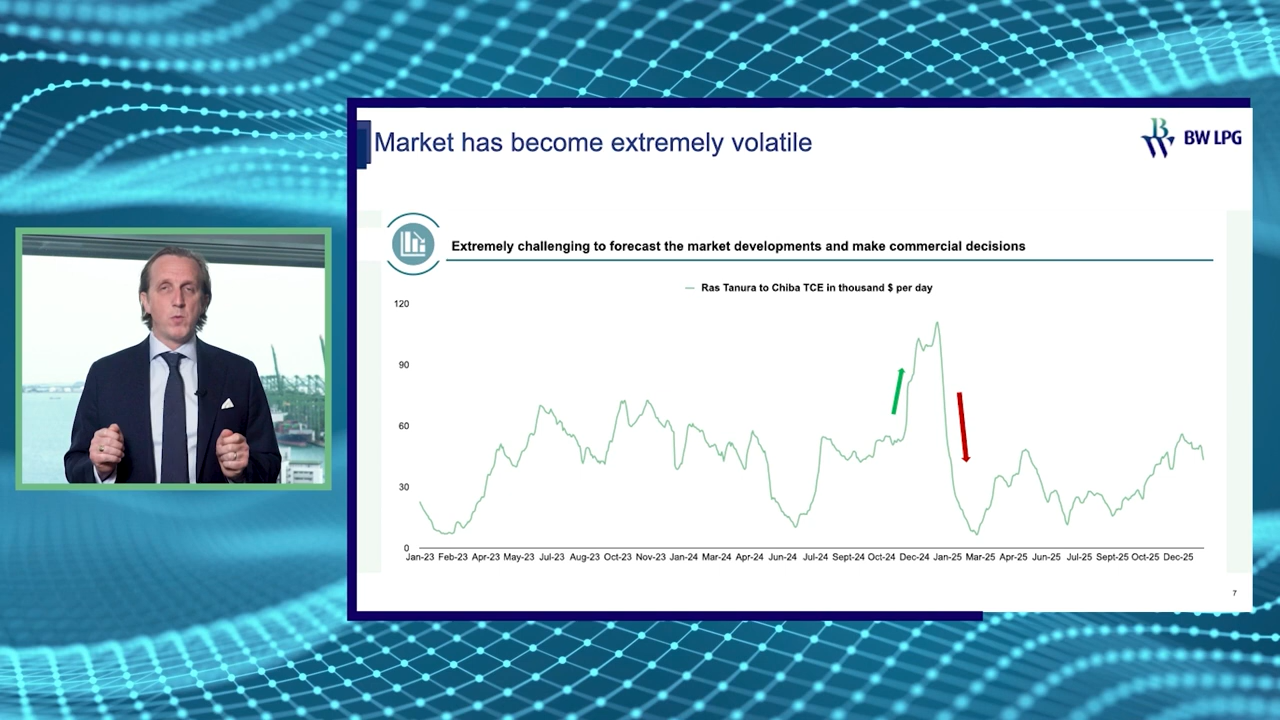 Market has become extremely volatile
BW LPG
Extremely challenging to forecast the market developments and make commercial decisions
Ras Tanura to Chiba TCE in thousand $ per day
120
90
60
30
0
Jan-23 Feb-23 Apr-23 May-23 Jul-23 Aug-23 Oct-23 Nov-23 Jan-24 Mar-24 Apr-24 Jun-24 Jul-24 Sept-24 Oct-24 Dec-24 Jan-25 Mar-25 Apr-25 Jun-25 Jul-25 Sept-25 Oct-25 Dec-25
7